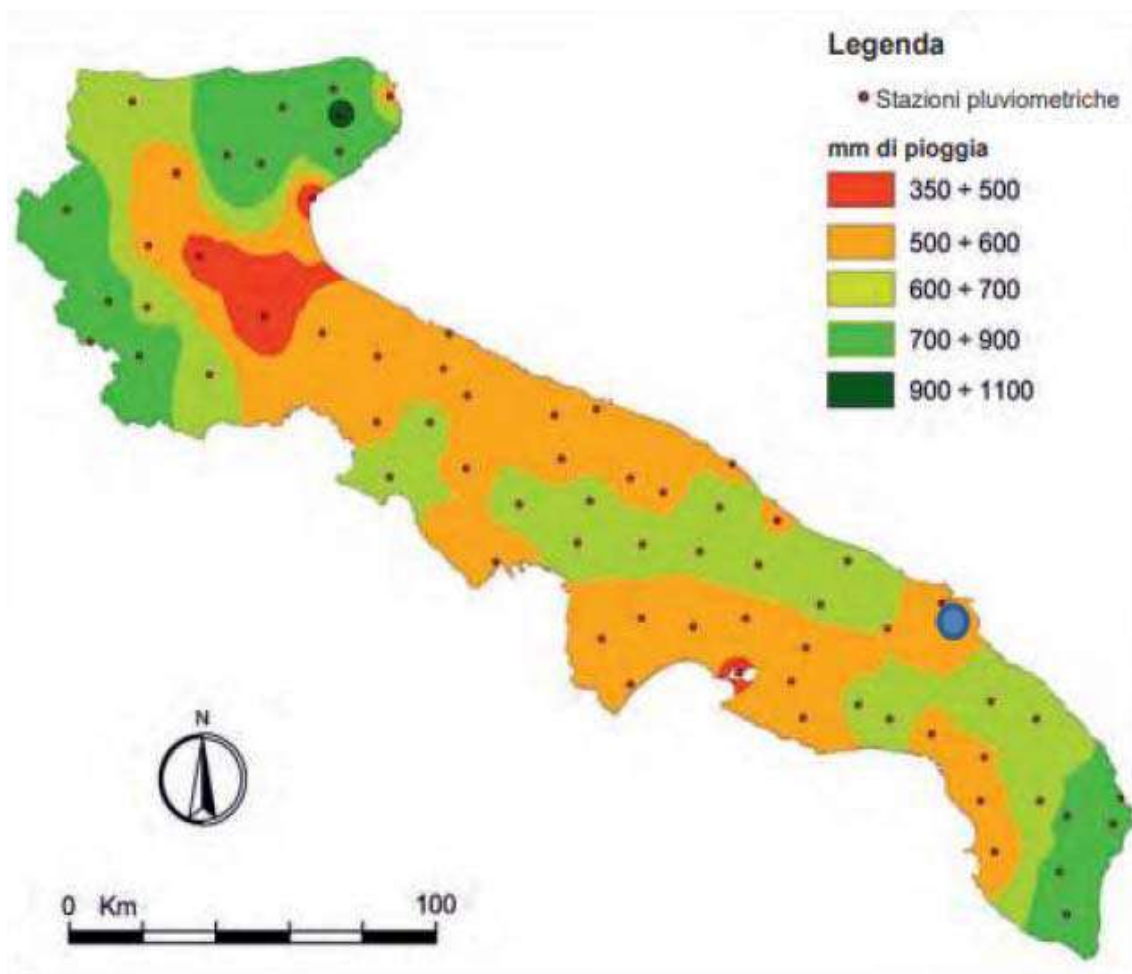 Legenda
Stazioni pluviometriche
mm di pioggia
350 ÷ 500
500 ÷ 600
600 ÷ 700
700 ÷ 900
900 ÷ 1100
N
0 Km 100